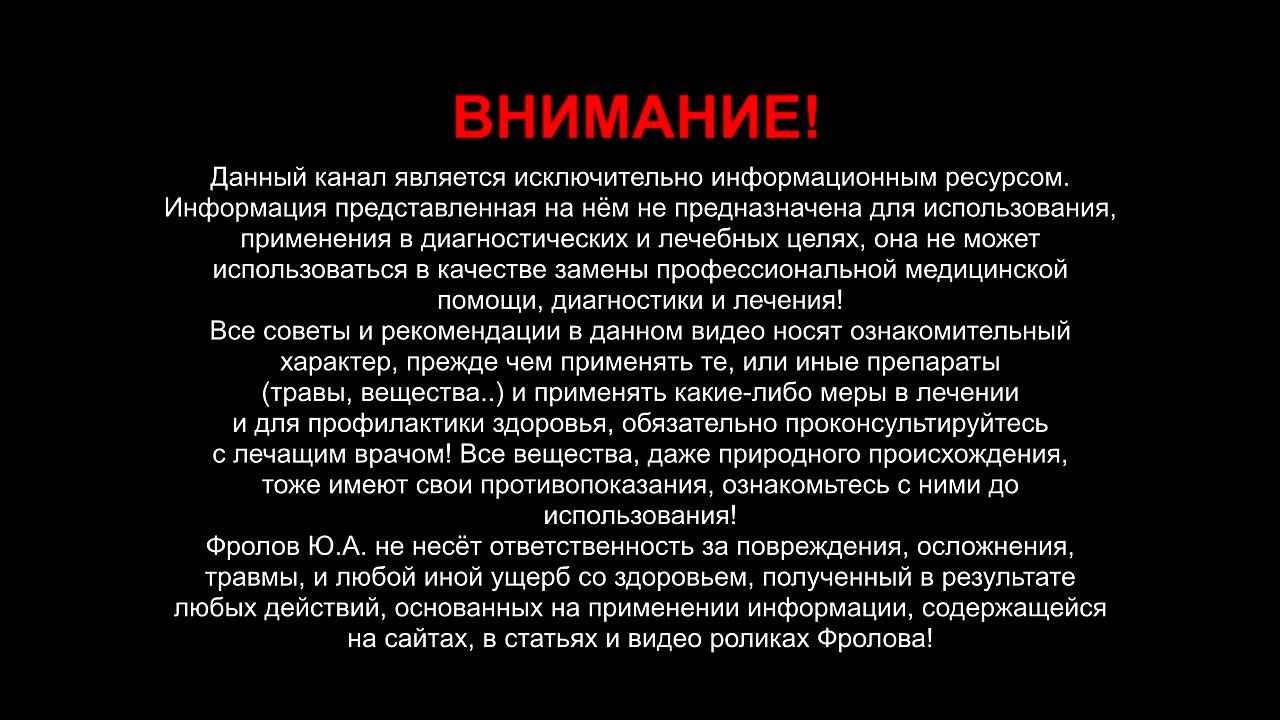 ВНИМАНИЕ!
Данный канал является исключительно информационным ресурсом.
Информация представленная на нём не предназначена для использования,
применения в диагностических и лечебных целях, она не может
использоваться в качестве замены профессиональной медицинской
помощи, диагностики и лечения!
Все советы и рекомендации в данном видео носят ознакомительный
характер, прежде чем применять те, или иные препараты
(травы, вещества..) и применять какие-либо меры в лечении
и для профилактики здоровья, обязательно проконсультируйтесь
с лечащим врачом! Все вещества, даже природного происхождения,
тоже имеют свои противопоказания, ознакомьтесь с ними до
использования!
Фролов Ю.А. не несёт ответственность за повреждения, осложнения,
травмы, и любой иной ущерб со здоровьем, полученный в результате
любых действий, основанных на применении информации, содержащейся
на сайтах, в статьях и видео роликах Фролова!